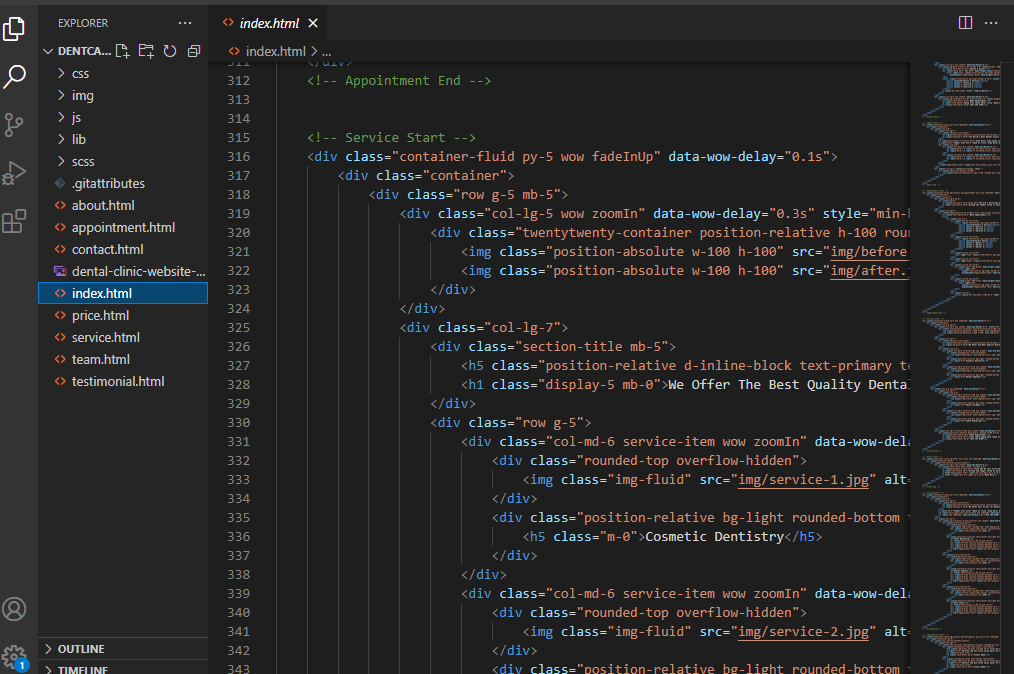 EXPLORER
DENTCA...
css
img
js
lib
scss
.gitattributes
about.html
appointment.html
contact.html
dental-clinic-website-...
index.html
price.html
service.html
team.html
testimonial.html
OUTLINE
TIMELINE
1
index.html
index.html > ...
311 </div>
312 <!-- Appointment End -->
313
314
315 <!-- Service Start -->
316 <div class="container-fluid py-5 wow fadeInUp" data-wow-delay="0.1s">
317 <div class="container">
318 <div class="row g-5 mb-5">
319 <div class="col-lg-5 wow zoomIn" data-wow-delay="0.3s" style="min-h
320 <div class="twentytwenty-container position-relative h-100 roun
321 <img class="position-absolute w-100 h-100" src="img/before
322 <img class="position-absolute w-100 h-100" src="img/after.j
323 </div>
324 </div>
325 <div class="col-lg-7">
326 <div class="section-title mb-5">
327 <h5 class="position-relative d-inline-block text-primary te
328 <h1 class="display-5 mb-0">We Offer The Best Quality Dental
329 </div>
330 <div class="row g-5">
331 <div class="col-md-6 service-item wow zoomIn" data-wow-dela
332 <div class="rounded-top overflow-hidden">
333 <img class="img-fluid" src="img/service-1.jpg" alt=
334 </div>
335 <div class="position-relative bg-light rounded-bottom t
336 <h5 class="m-0">Cosmetic Dentistry</h5>
337 </div>
338 </div>
339 <div class="col-md-6 service-item wow zoomIn" data-wow-dela
340 <div class="rounded-top overflow-hidden">
341 <img class="img-fluid" src="img/service-2.jpg" alt=
342 </div>
343 <div class="position-relative bg-light rounded-bottom t